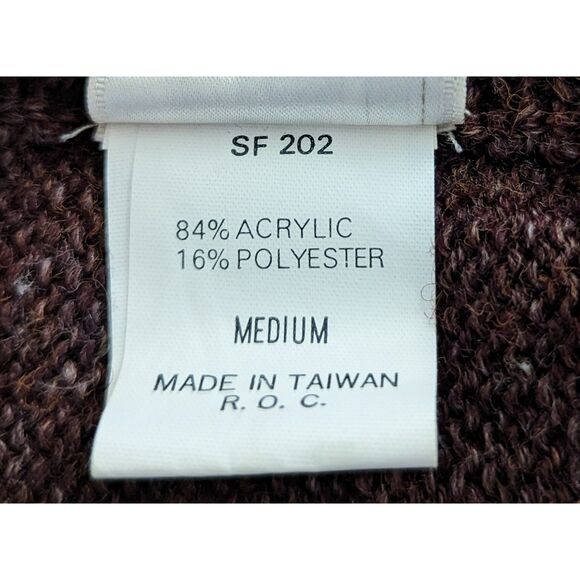 SF 202
84% ACRYLIC
16% POLYESTER
MEDIUM
MADE IN TAIWAN
R. O. C.